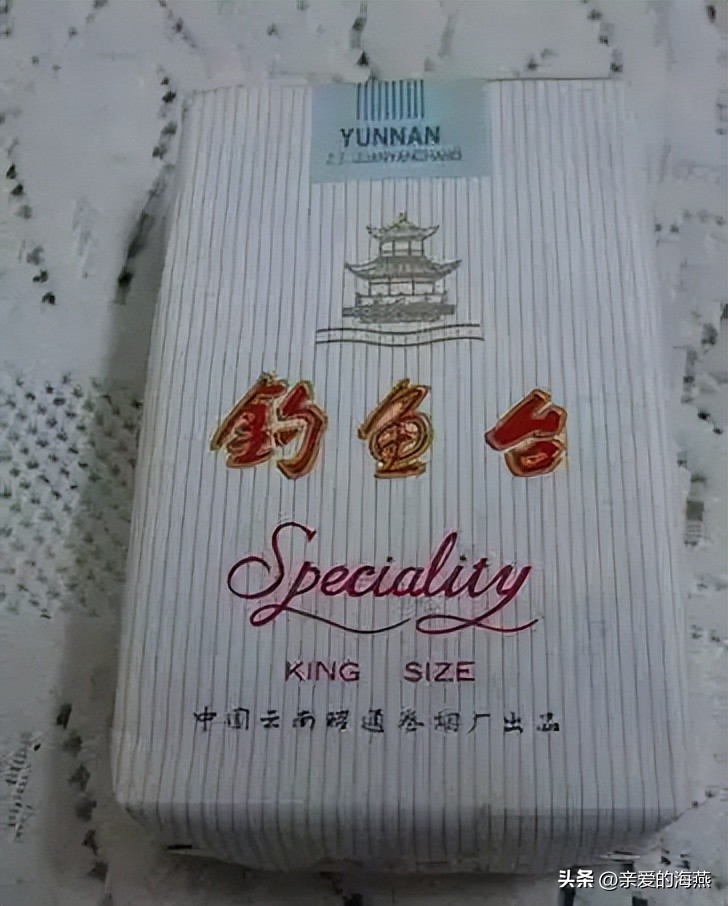 YUNNAN
钓鱼台
Speciality
KING SIZE
中国云南昭通卷烟厂出品
头条 @亲爱的海燕